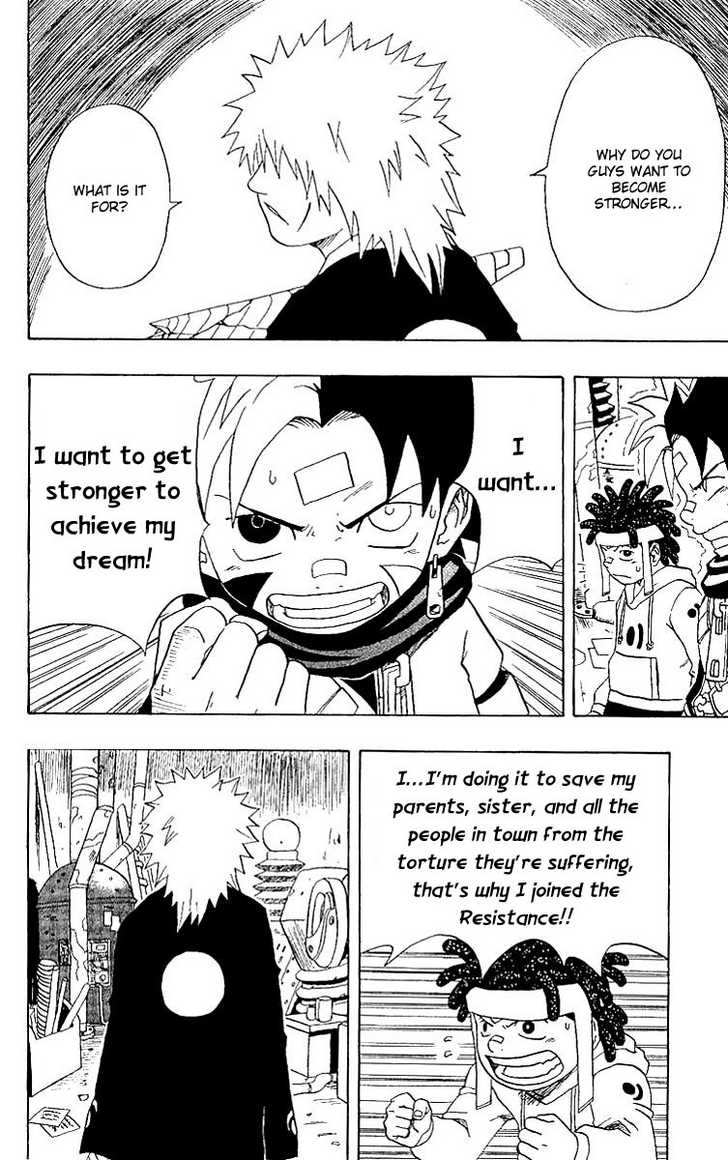 WHY DO YOU
GUYS WANT TO
BECOME
STRONGER...
WHAT IS IT
FOR?
I
want...
I want to get
stronger to
achieve my
dream!
I...I'm doing it to save my
parents, sister, and all the
people in town from the
torture they're suffering,
that's why I joined the
Resistance!!